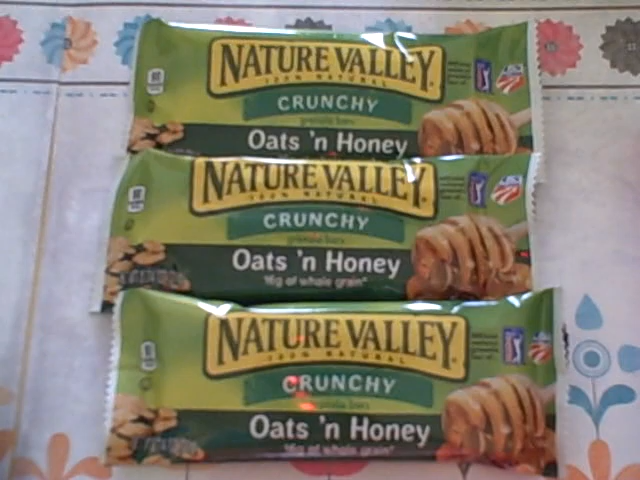 NATURE VALLEY
100% NATURAL
CRUNCHY
granola bars
Oats 'n Honey
NATURE VALLEY
100% NATURAL
CRUNCHY
granola bars
Oats 'n Honey
16g of whole grain*
NATURE VALLEY
100% NATURAL
CRUNCHY
granola bars
Oats 'n Honey
16g of whole grain*